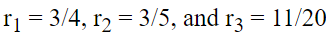 r₁ = 3/4, r₂ = 3/5, and r₃ = 11/20